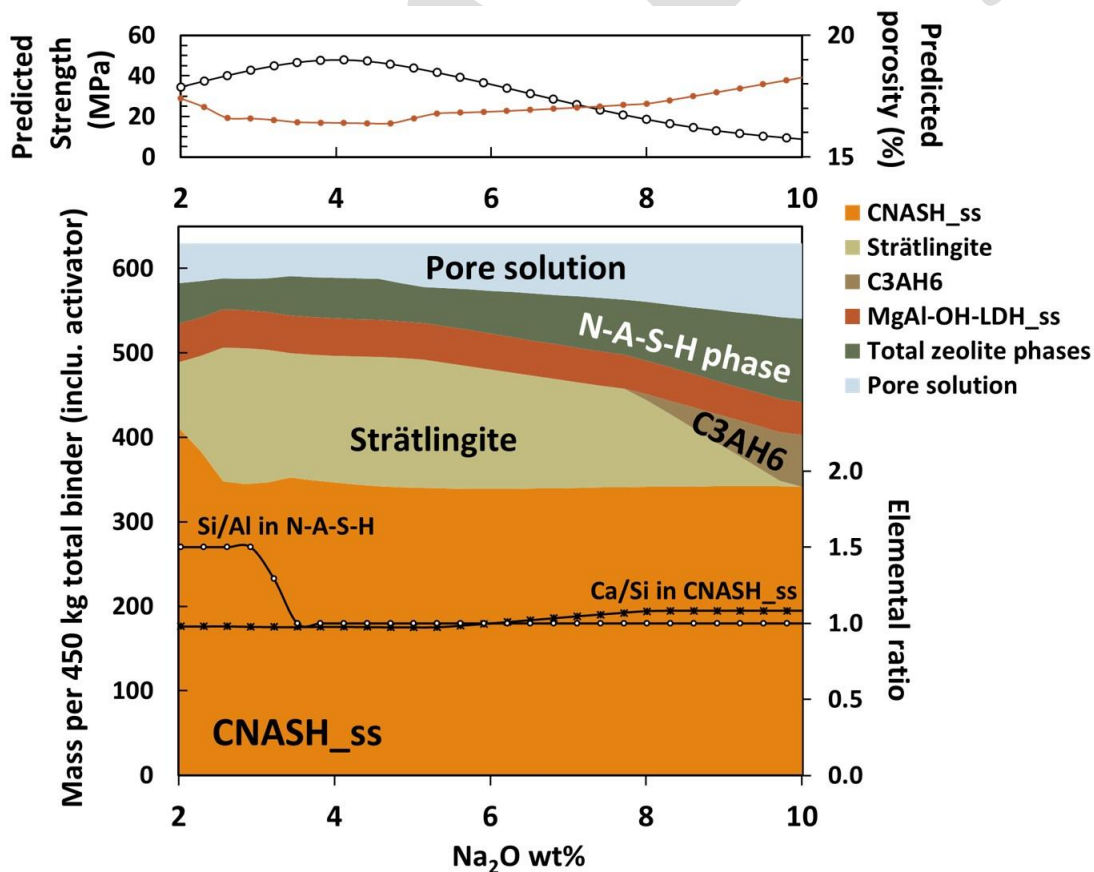 Predicted
Strength
(MPa)
60
40
20
0
20
15
Predicted
porosity (%)
2
4
6
8
10
Mass per 450 kg total binder (inclu. activator)
600
500
400
300
200
100
0
Pore solution
N-A-S-H phase
C3AH6
Strätlingite
Si/Al in N-A-S-H
Ca/Si in CNASH_ss
CNASH_ss
2.0
1.5
1.0
0.5
0.0
Elemental ratio
CNASH_ss
Strätlingite
C3AH6
MgAl-OH-LDH_ss
Total zeolite phases
Pore solution
2
4
6
8
10
Na₂O wt%